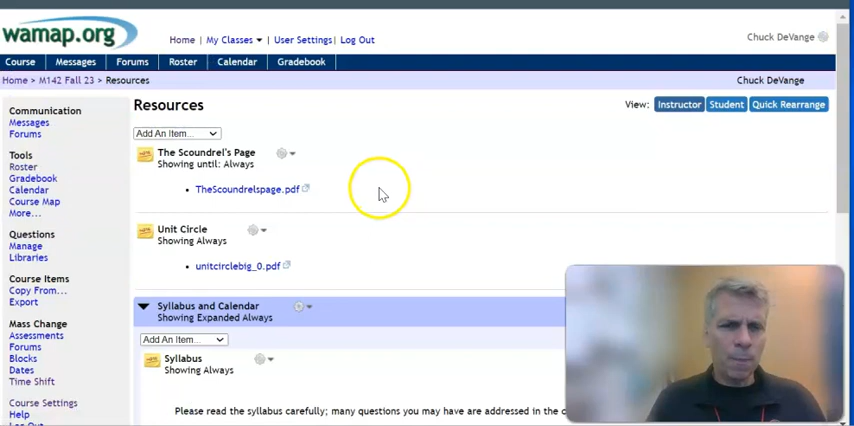 wamap.org
Home | My Classes | User Settings | Log Out
Chuck DeVange
Course Messages Forums Roster Calendar Gradebook
Home > M142 Fall 23 > Resources
Chuck DeVange
Communication
Messages
Forums
Tools
Roster
Gradebook
Calendar
Course Map
More...
Questions
Manage
Libraries
Course Items
Copy From...
Export
Mass Change
Assessments
Forums
Blocks
Dates
Time Shift
Course Settings
Help
Log Out
Resources
View: Instructor Student Quick Rearrange
Add An Item...
The Scoundrel's Page
Showing until: Always
• TheScoundrelspage.pdf
Unit Circle
Showing Always
• unitcirclebig_0.pdf
Syllabus and Calendar
Showing Expanded Always
Add An Item...
Syllabus
Showing Always
Please read the syllabus carefully; many questions you may have are addressed in the